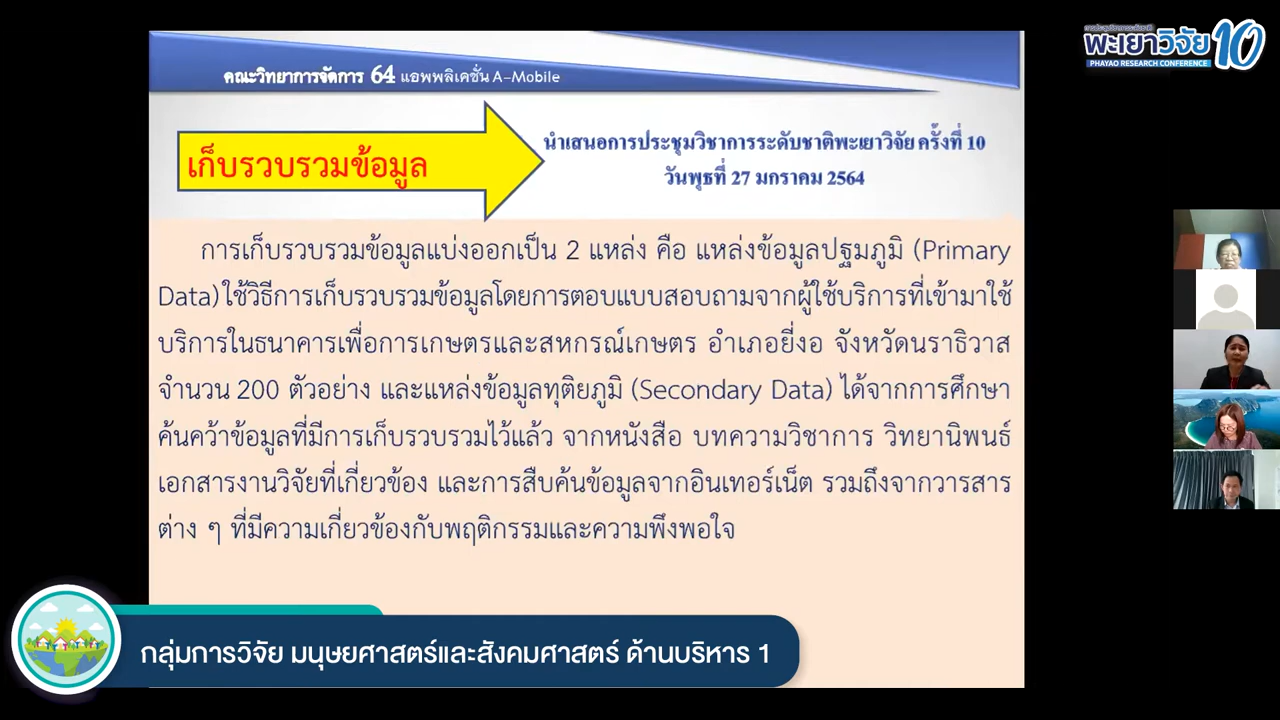 คณะวิทยาการจัดการ 64 แอพพลิเคชั่น A-Mobile
พะเยาวิจัย 10
PHAYAO RESEARCH CONFERENCE
เก็บรวบรวมข้อมูล
นำเสนอการประชุมวิชาการระดับชาติพะเยาวิจัย ครั้งที่ 10
วันพุธที่ 27 มกราคม 2564
การเก็บรวบรวมข้อมูลแบ่งออกเป็น 2 แหล่ง คือ แหล่งข้อมูลปฐมภูมิ (Primary
Data) ใช้วิธีการเก็บรวบรวมข้อมูลโดยการตอบแบบสอบถามจากผู้ใช้บริการที่เข้ามาใช้
บริการในธนาคารเพื่อการเกษตรและสหกรณ์เกษตร อำเภอยี่งอ จังหวัดนราธิวาส
จำนวน 200 ตัวอย่าง และแหล่งข้อมูลทุติยภูมิ (Secondary Data) ได้จากการศึกษา
ค้นคว้าข้อมูลที่มีการเก็บรวบรวมไว้แล้ว จากหนังสือ บทความวิชาการ วิทยานิพนธ์
เอกสารงานวิจัยที่เกี่ยวข้อง และการสืบค้นข้อมูลจากอินเทอร์เน็ต รวมถึงจากวารสาร
ต่าง ๆ ที่มีความเกี่ยวข้องกับพฤติกรรมและความพึงพอใจ
กลุ่มการวิจัย มนุษยศาสตร์และสังคมศาสตร์ ด้านบริหาร 1